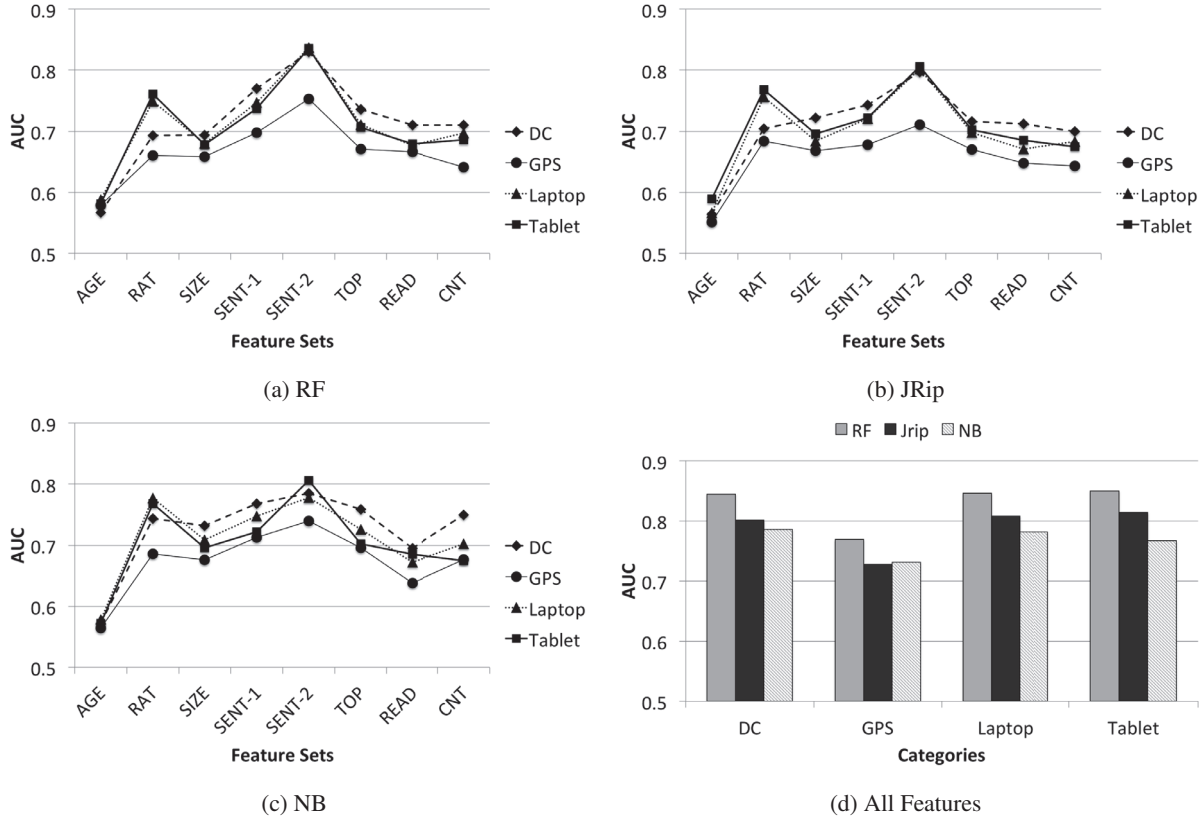 0.9
0.8
0.7
0.6
0.5
AUC
AGE
RAT
SIZE
SENT-1
SENT-2
TOP
READ
CNT
Feature Sets
DC
GPS
Laptop
Tablet
(a) RF
0.9
0.8
0.7
0.6
0.5
AUC
AGE
RAT
SIZE
SENT-1
SENT-2
TOP
READ
CNT
Feature Sets
DC
GPS
Laptop
Tablet
(b) JRip
0.9
0.8
0.7
0.6
0.5
AUC
AGE
RAT
SIZE
SENT-1
SENT-2
TOP
READ
CNT
Feature Sets
DC
GPS
Laptop
Tablet
(c) NB
RF Jrip NB
0.9
0.8
0.7
0.6
0.5
AUC
DC GPS Laptop Tablet
Categories
(d) All Features